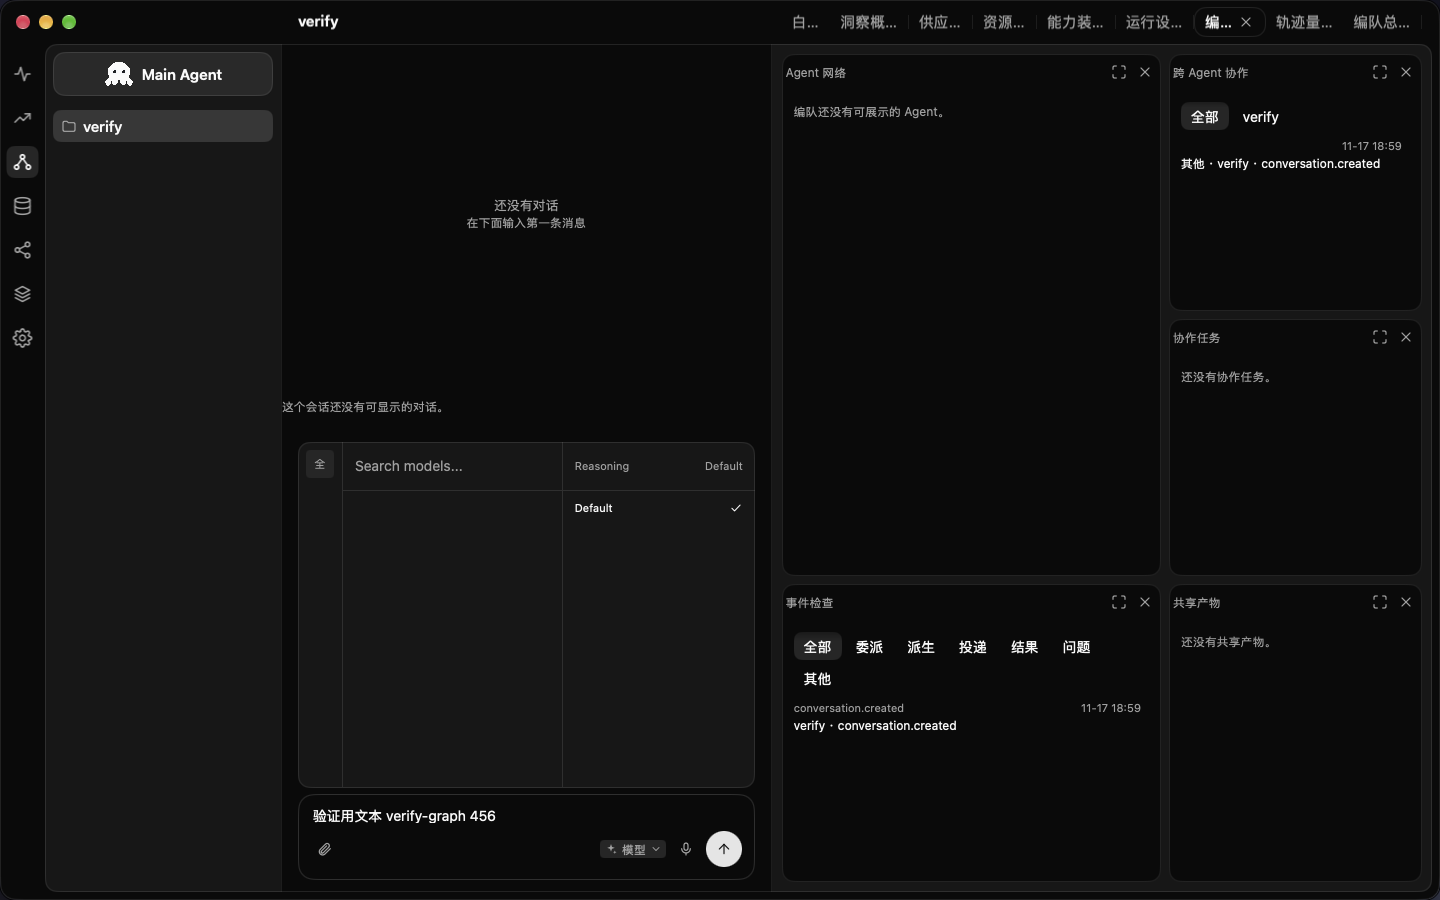 verify
白...
洞察概...
供应...
资源...
能力装...
运行设...
编...
轨迹量...
编队总...
Main Agent
verify
还没有对话
在下面输入第一条消息
这个会话还没有可显示的对话。
全
Search models...
Reasoning
Default
Default
验证用文本 verify-graph 456
模型
Agent 网络
编队还没有可展示的 Agent。
跨 Agent 协作
全部
verify
11-17 18:59
其他 · verify · conversation.created
协作任务
还没有协作任务。
事件检查
全部
委派
派生
投递
结果
问题
其他
conversation.created
11-17 18:59
verify · conversation.created
共享产物
还没有共享产物。